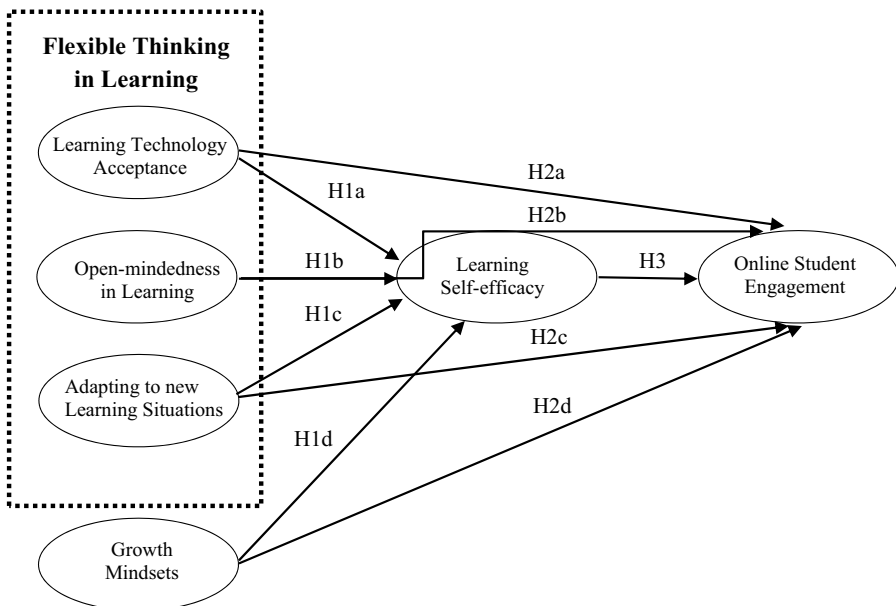 Flexible Thinking
in Learning
Learning Technology
Acceptance
H2a
H1a
H2b
Open-mindedness
in Learning
H1b
Learning
Self-efficacy
H3
Online Student
Engagement
H1c
H2c
Adapting to new
Learning Situations
H2d
H1d
Growth
Mindsets